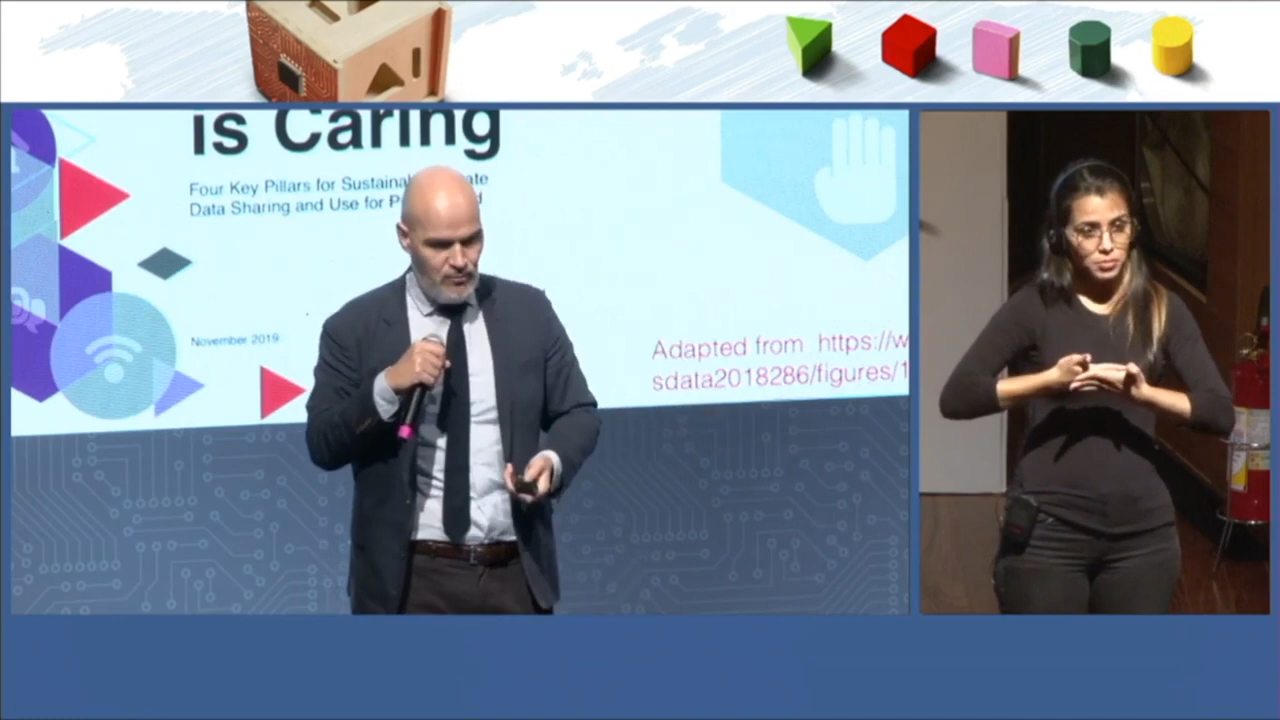 is Caring
Four Key Pillars for
Data Sharing and Use for
November 2019
Adapted from https://w
sdata2018286/figures/1